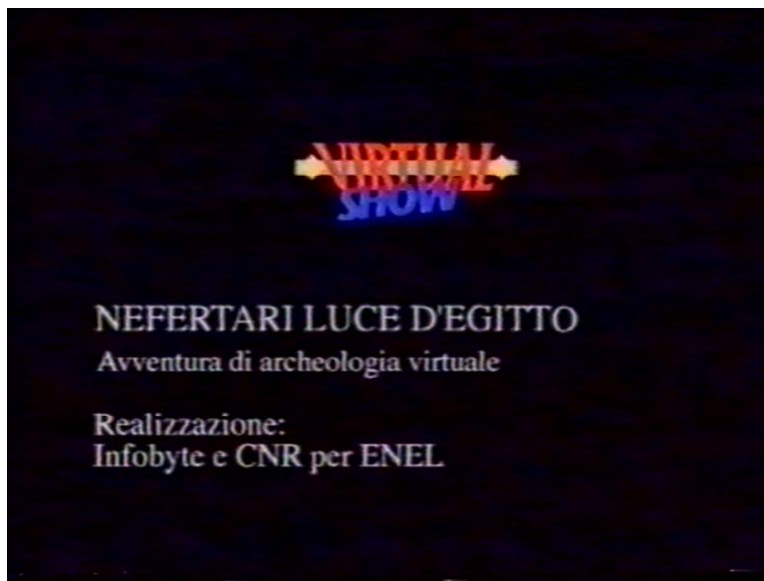 VIRTUAL
SHOW
NEFERTARI LUCE D'EGITTO
Avventura di archeologia virtuale
Realizzazione:
Infobyte e CNR per ENEL